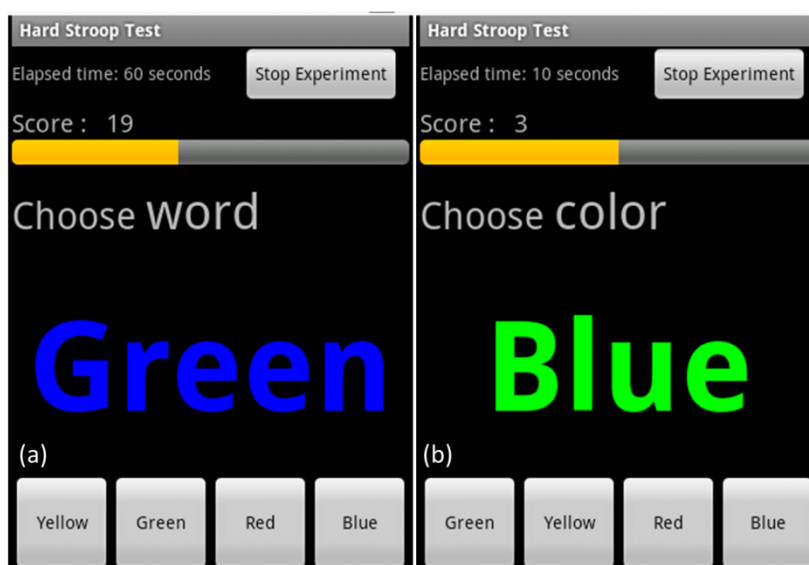 Hard Stroop Test
Elapsed time: 60 seconds
Stop Experiment
Score : 19
Choose word
Green
(a)
Yellow
Green
Red
Blue
Hard Stroop Test
Elapsed time: 10 seconds
Stop Experiment
Score : 3
Choose color
Blue
(b)
Green
Yellow
Red
Blue